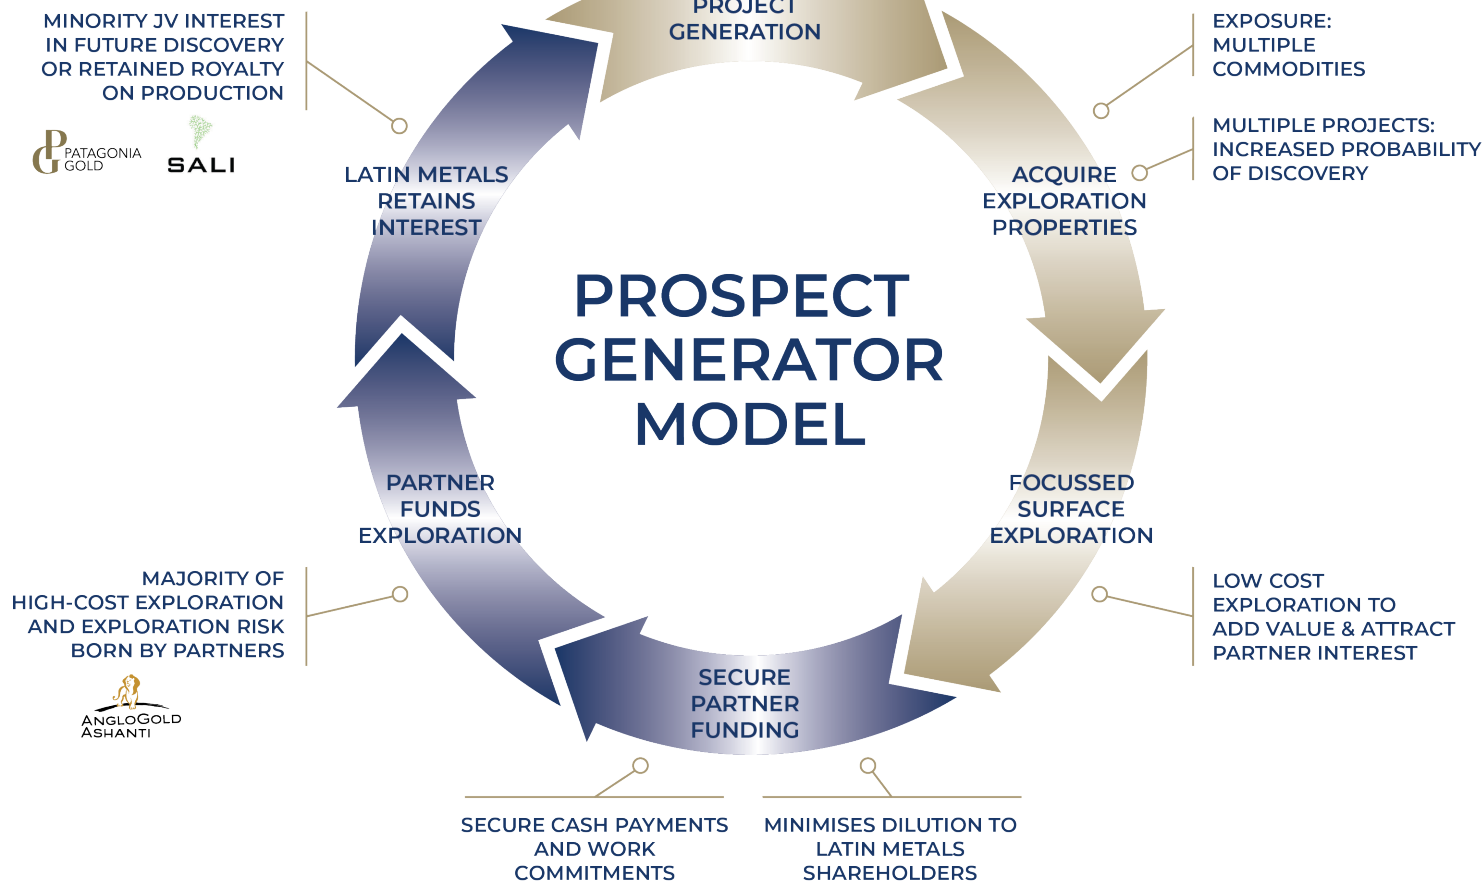 PROJECT
GENERATION
MINORITY JV INTEREST
IN FUTURE DISCOVERY
OR RETAINED ROYALTY
ON PRODUCTION
PATAGONIA
GOLD
SALI
EXPOSURE:
MULTIPLE
COMMODITIES
MULTIPLE PROJECTS:
INCREASED PROBABILITY
OF DISCOVERY
LATIN METALS
RETAINS
INTEREST
ACQUIRE
EXPLORATION
PROPERTIES
PROSPECT
GENERATOR
MODEL
PARTNER
FUNDS
EXPLORATION
FOCUSSED
SURFACE
EXPLORATION
MAJORITY OF
HIGH-COST EXPLORATION
AND EXPLORATION RISK
BORN BY PARTNERS
ANGLOGOLD
ASHANTI
LOW COST
EXPLORATION TO
ADD VALUE & ATTRACT
PARTNER INTEREST
SECURE
PARTNER
FUNDING
SECURE CASH PAYMENTS
AND WORK
COMMITMENTS
MINIMISES DILUTION TO
LATIN METALS
SHAREHOLDERS